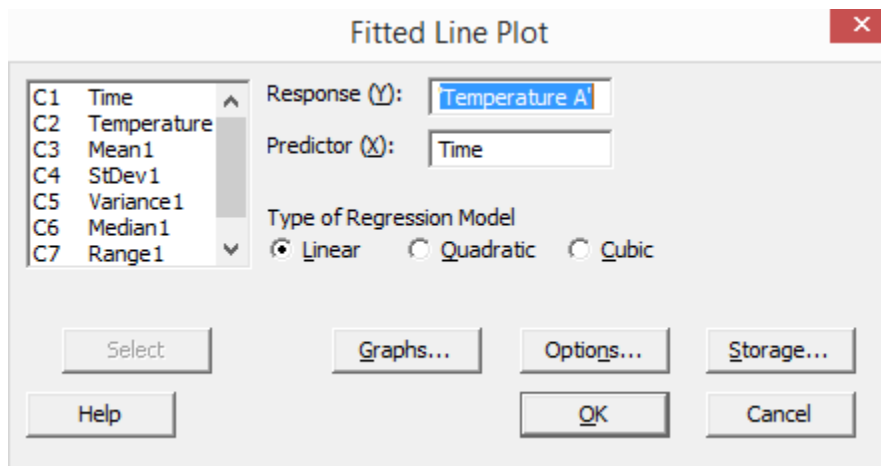 Fitted Line Plot
C1 Time
C2 Temperature
C3 Mean1
C4 StDev1
C5 Variance1
C6 Median1
C7 Range1
Response (Y): 'Temperature A'
Predictor (X): Time
Type of Regression Model
Linear Quadratic Cubic
Select Graphs... Options... Storage...
Help OK Cancel